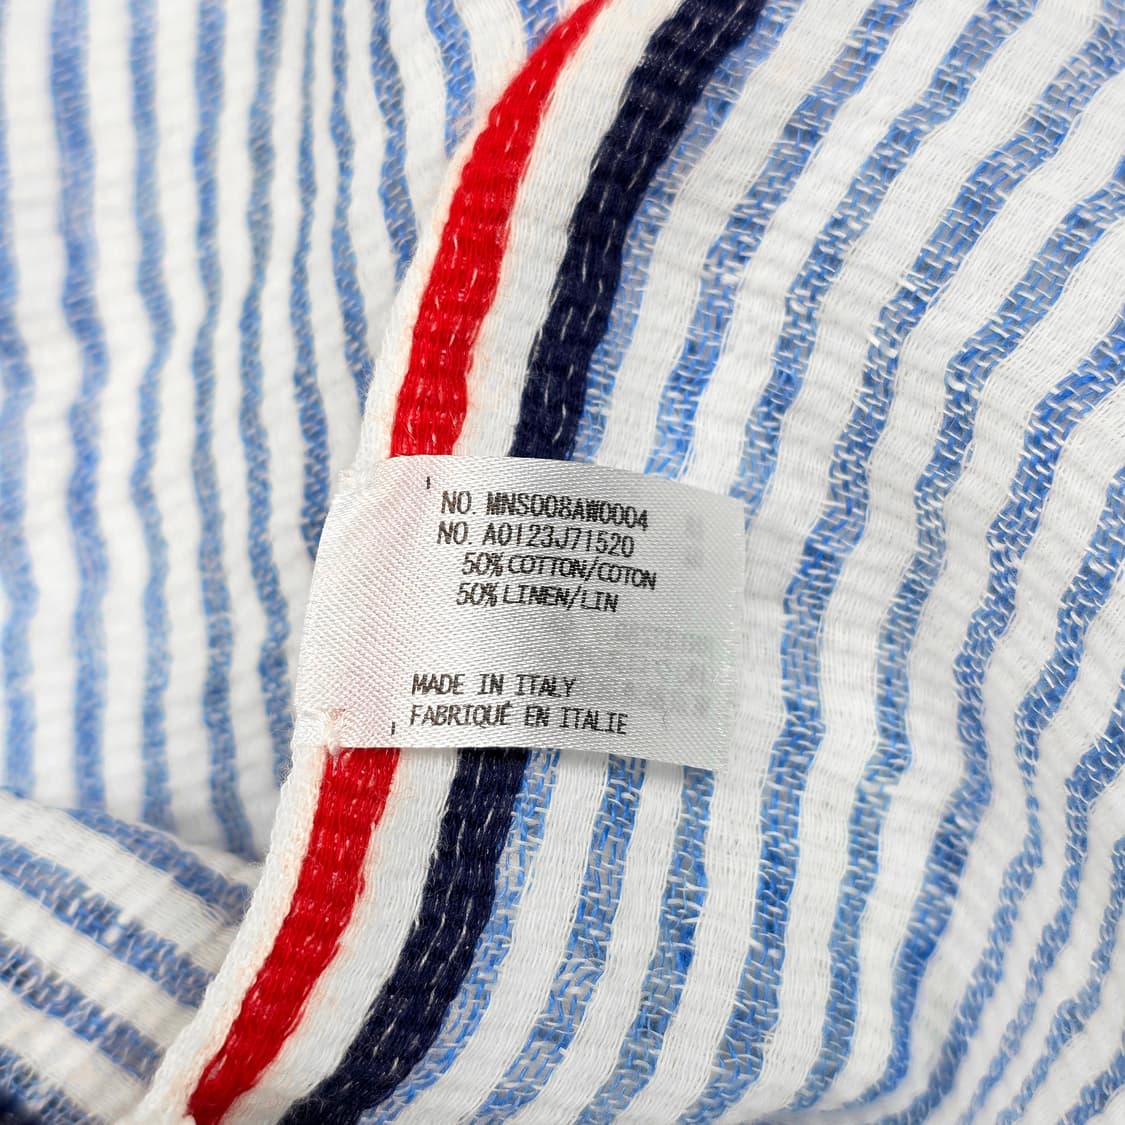 NO. MNS008AW0004
NO. A0123J71520
50% COTTON/COTON
50% LINEN/LIN
MADE IN ITALY
FABRIQUÉ EN ITALIE